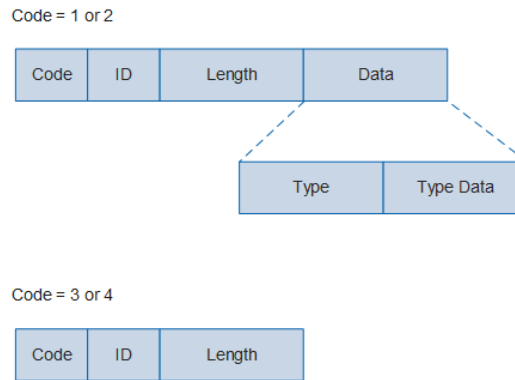 Code = 1 or 2
Code ID Length Data
Type Type Data
Code = 3 or 4
Code ID Length